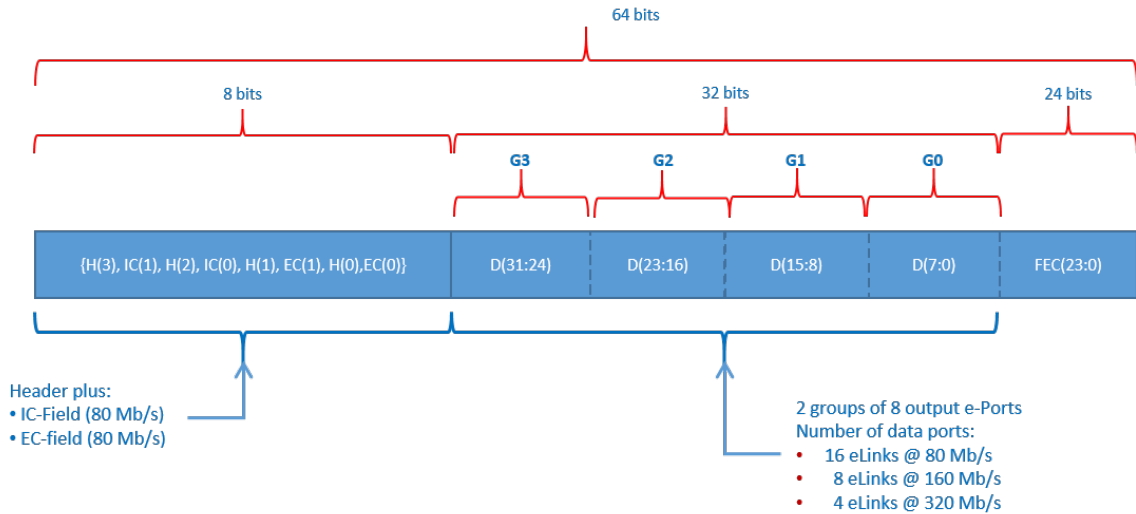 64 bits
8 bits
32 bits
24 bits
G3
G2
G1
G0
{H(3), IC(1), H(2), IC(0), H(1), EC(1), H(0),EC(0)}
D(31:24)
D(23:16)
D(15:8)
D(7:0)
FEC(23:0)
Header plus:
• IC-Field (80 Mb/s)
• EC-field (80 Mb/s)
2 groups of 8 output e-Ports
Number of data ports:
• 16 eLinks @ 80 Mb/s
• 8 eLinks @ 160 Mb/s
• 4 eLinks @ 320 Mb/s